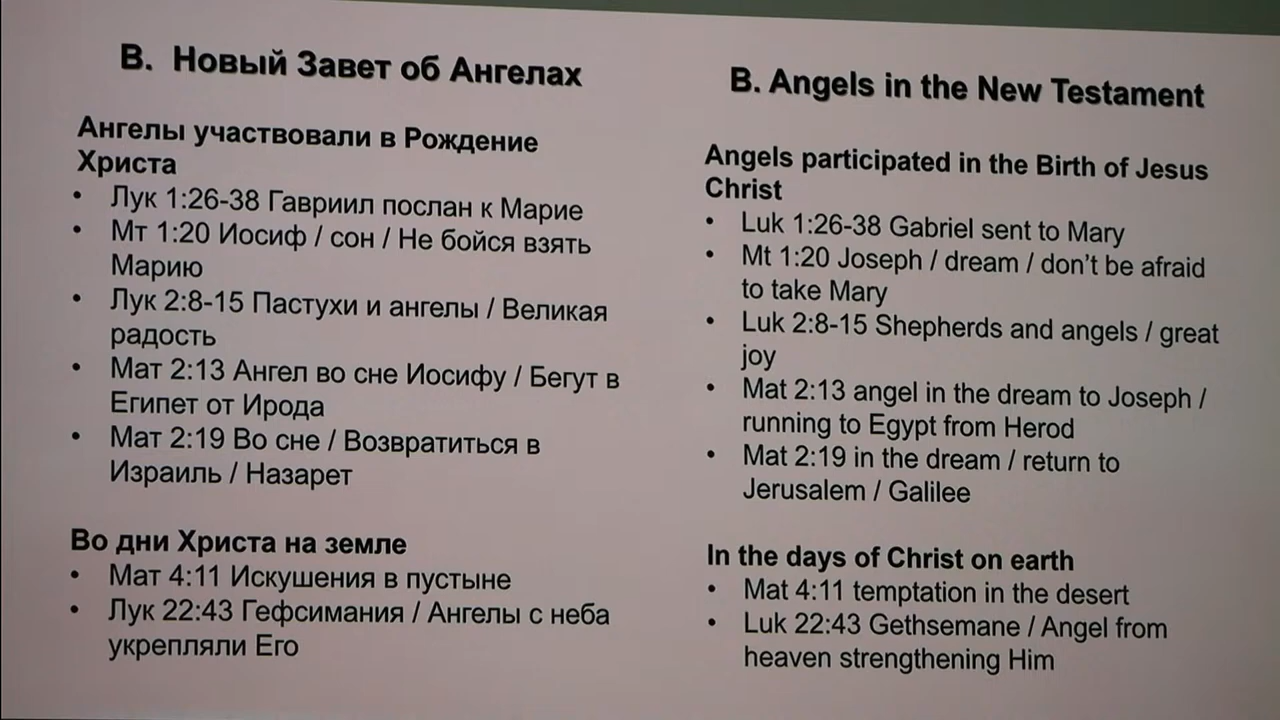 В. Новый Завет об Ангелах
Ангелы участвовали в Рождение
Христа
• Лук 1:26-38 Гавриил послан к Марие
• Мт 1:20 Иосиф / сон / Не бойся взять
Марию
• Лук 2:8-15 Пастухи и ангелы / Великая
радость
• Мат 2:13 Ангел во сне Иосифу / Бегут в
Египет от Ирода
• Мат 2:19 Во сне / Возвратиться в
Израиль / Назарет
Во дни Христа на земле
• Мат 4:11 Искушения в пустыне
• Лук 22:43 Гефсимания / Ангелы с неба
укрепляли Его
B. Angels in the New Testament
Angels participated in the Birth of Jesus
Christ
• Luk 1:26-38 Gabriel sent to Mary
• Mt 1:20 Joseph / dream / don't be afraid
to take Mary
• Luk 2:8-15 Shepherds and angels / great
joy
• Mat 2:13 angel in the dream to Joseph /
running to Egypt from Herod
• Mat 2:19 in the dream / return to
Jerusalem / Galilee
In the days of Christ on earth
• Mat 4:11 temptation in the desert
• Luk 22:43 Gethsemane / Angel from
heaven strengthening Him